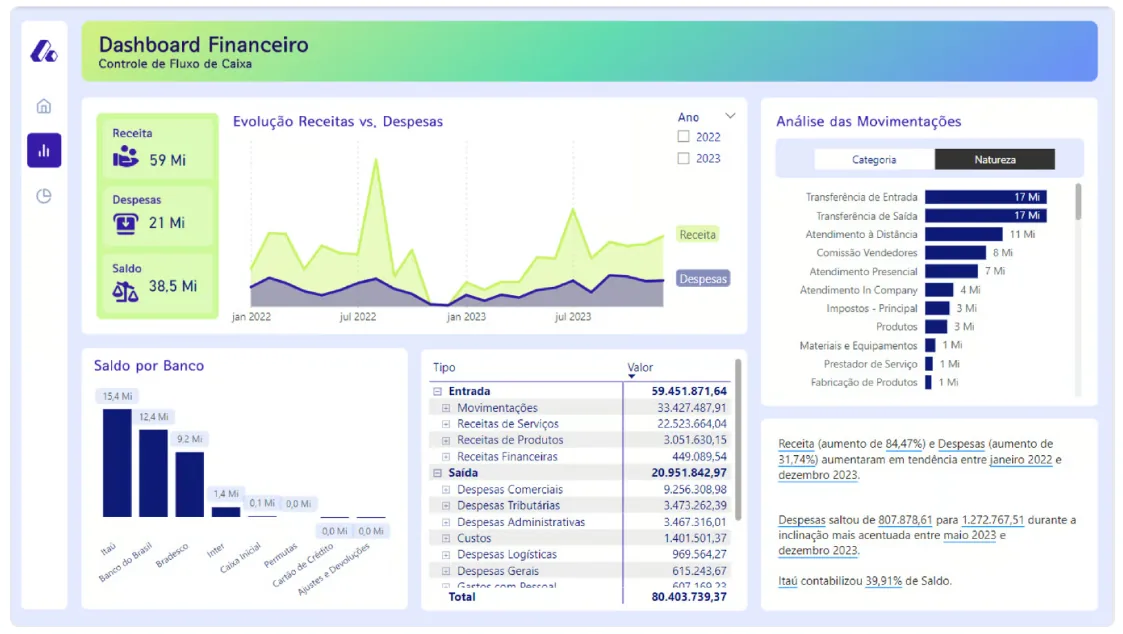 Dashboard Financeiro
Controle de Fluxo de Caixa
Receita
59 Mi
Despesas
21 Mi
Saldo
38,5 Mi
Evolução Receitas vs. Despesas
Ano
2022
2023
Receita
Despesas
jan 2022
jul 2022
jan 2023
jul 2023
Análise das Movimentações
Categoria
Natureza
Transferência de Entrada 17 Mi
Transferência de Saída 17 Mi
Atendimento à Distância 11 Mi
Comissão Vendedores 8 Mi
Atendimento Presencial 7 Mi
Atendimento In Company 4 Mi
Impostos - Principal 3 Mi
Produtos 3 Mi
Materiais e Equipamentos 1 Mi
Prestador de Serviço 1 Mi
Fabricação de Produtos 1 Mi
Saldo por Banco
15,4 Mi
12,4 Mi
9,2 Mi
1,4 Mi
0,1 Mi
0,0 Mi
0,0 Mi
0,0 Mi
Itaú
Banco do Brasil
Bradesco
Inter
Caixa Inicial
Permutas
Cartão de Crédito
Ajustes e Devoluções
Tipo Valor
Entrada 59.451.871,64
Movimentações 33.427.487,91
Receitas de Serviços 22.523.664,04
Receitas de Produtos 3.051.630,15
Receitas Financeiras 449.089,54
Saída 20.951.842,97
Despesas Comerciais 9.256.308,98
Despesas Tributárias 3.473.262,39
Despesas Administrativas 3.467.316,01
Custos 1.401.501,37
Despesas Logísticas 969.564,27
Despesas Gerais 615.243,67
Gastos com Pessoal 607.169,23
Total 80.403.739,37
Receita (aumento de 84,47%) e Despesas (aumento de
31,74%) aumentaram em tendência entre janeiro 2022 e
dezembro 2023.
Despesas saltou de 807.878,61 para 1.272.767,51 durante a
inclinação mais acentuada entre maio 2023 e
dezembro 2023.
Itaú contabilizou 39,91% de Saldo.